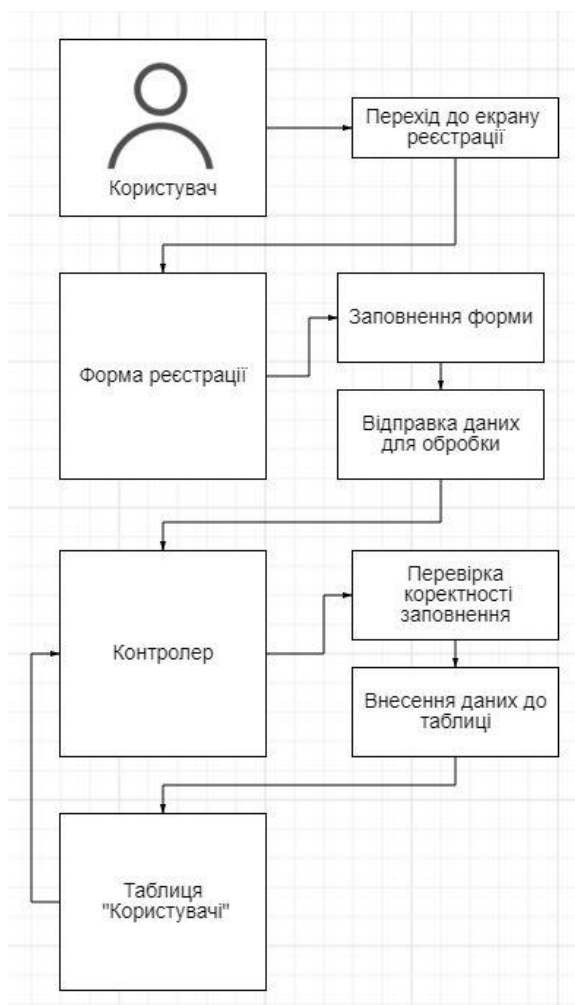 Користувач
Перехід до екрану
реєстрації
Форма реєстрації
Заповнення форми
Відправка даних
для обробки
Контролер
Перевірка
коректності
заповнення
Внесення даних до
таблиці
Таблиця
"Користувачі"